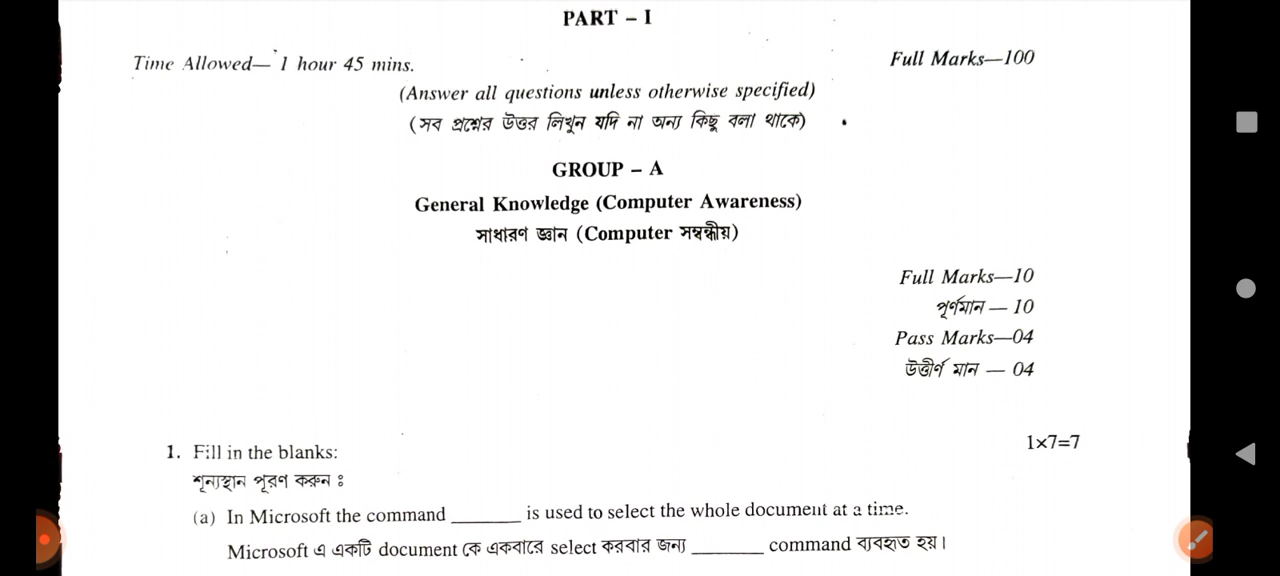 PART – I
Time Allowed— 1 hour 45 mins.
Full Marks—100
(Answer all questions unless otherwise specified)
(সব প্রশ্নের উত্তর লিখুন যদি না অন্য কিছু বলা থাকে)
GROUP – A
General Knowledge (Computer Awareness)
সাধারণ জ্ঞান (Computer সম্বন্ধীয়)
Full Marks—10
পূর্ণমান — 10
Pass Marks—04
উত্তীর্ণ মান — 04
1. Fill in the blanks: 1×7=7
শূন্যস্থান পূরণ করুন ঃ
(a) In Microsoft the command _______ is used to select the whole document at a time.
Microsoft এ একটি document কে একবারে select করবার জন্য _______ command ব্যবহৃত হয়।